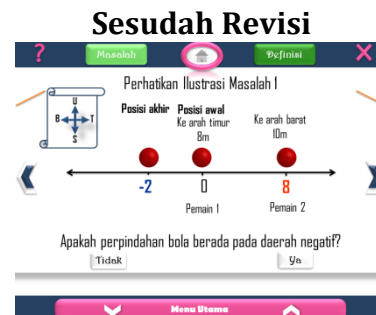 Sesudah Revisi
? Masalah Definisi X
Perhatikan Ilustrasi Masalah 1
U
B T
S
Posisi akhir Posisi awal
Ke arah timur Ke arah barat
8m 10m
-2 0 8
Pemain 1 Pemain 2
Apakah perpindahan bola berada pada daerah negatif?
Tidak Ya
Menu Utama